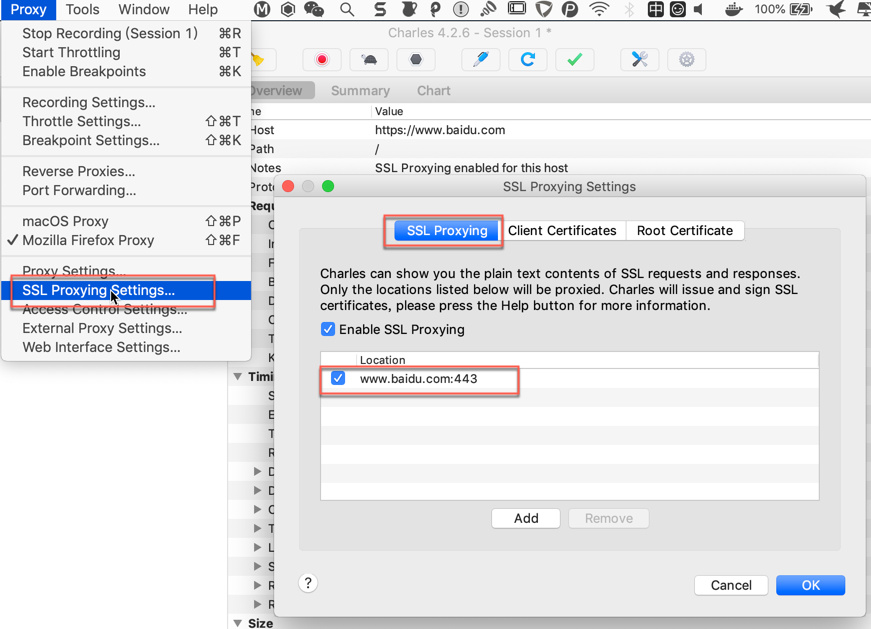 Proxy Tools Window Help 100%
Stop Recording (Session 1) ⌘R
Start Throttling ⌘T
Enable Breakpoints ⌘K
Recording Settings...
Throttle Settings... ⇧⌘T
Breakpoint Settings... ⇧⌘K
Reverse Proxies...
Port Forwarding...
macOS Proxy ⇧⌘P
✓ Mozilla Firefox Proxy ⇧⌘F
Proxy Settings...
SSL Proxying Settings...
Access Control Settings...
External Proxy Settings...
Web Interface Settings...
Charles 4.2.6 - Session 1 *
Overview Summary Chart
Value
Host https://www.baidu.com
Path /
Notes SSL Proxying enabled for this host
SSL Proxying Settings
SSL Proxying Client Certificates Root Certificate
Charles can show you the plain text contents of SSL requests and responses.
Only the locations listed below will be proxied. Charles will issue and sign SSL
certificates, please press the Help button for more information.
Enable SSL Proxying
Location
www.baidu.com:443
Add Remove
?
Cancel OK
Size